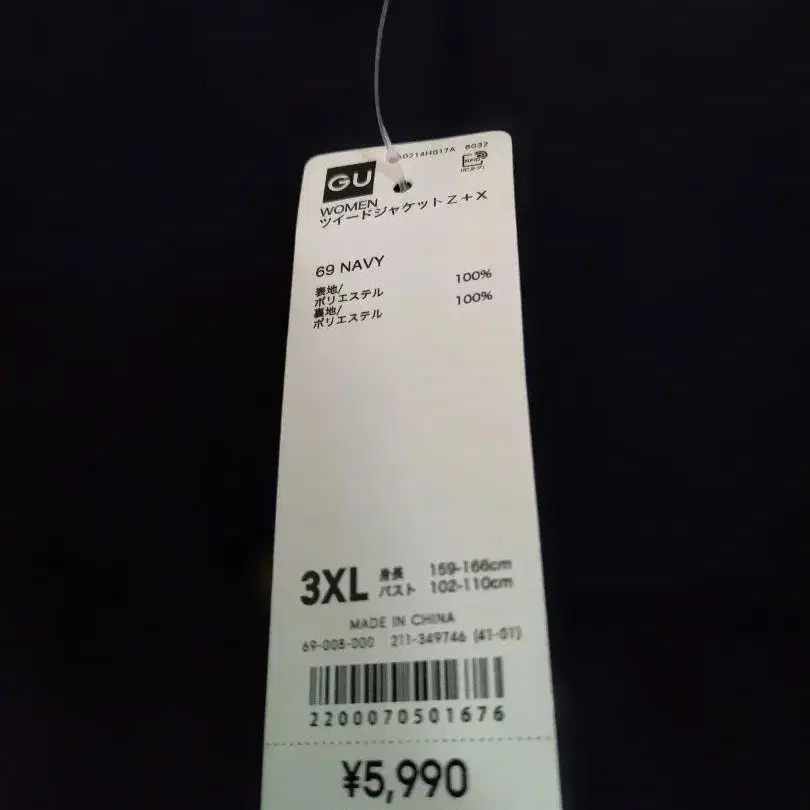 8032
GU
RFID
WOMEN
ツイードジャケットZ+X
69 NAVY
表地/
ポリエステル 100%
裏地/
ポリエステル 100%
3XL 身長 159-166cm
バスト 102-110cm
MADE IN CHINA
69-008-000 211-349746 (41-01)
2200070501676
¥5,990